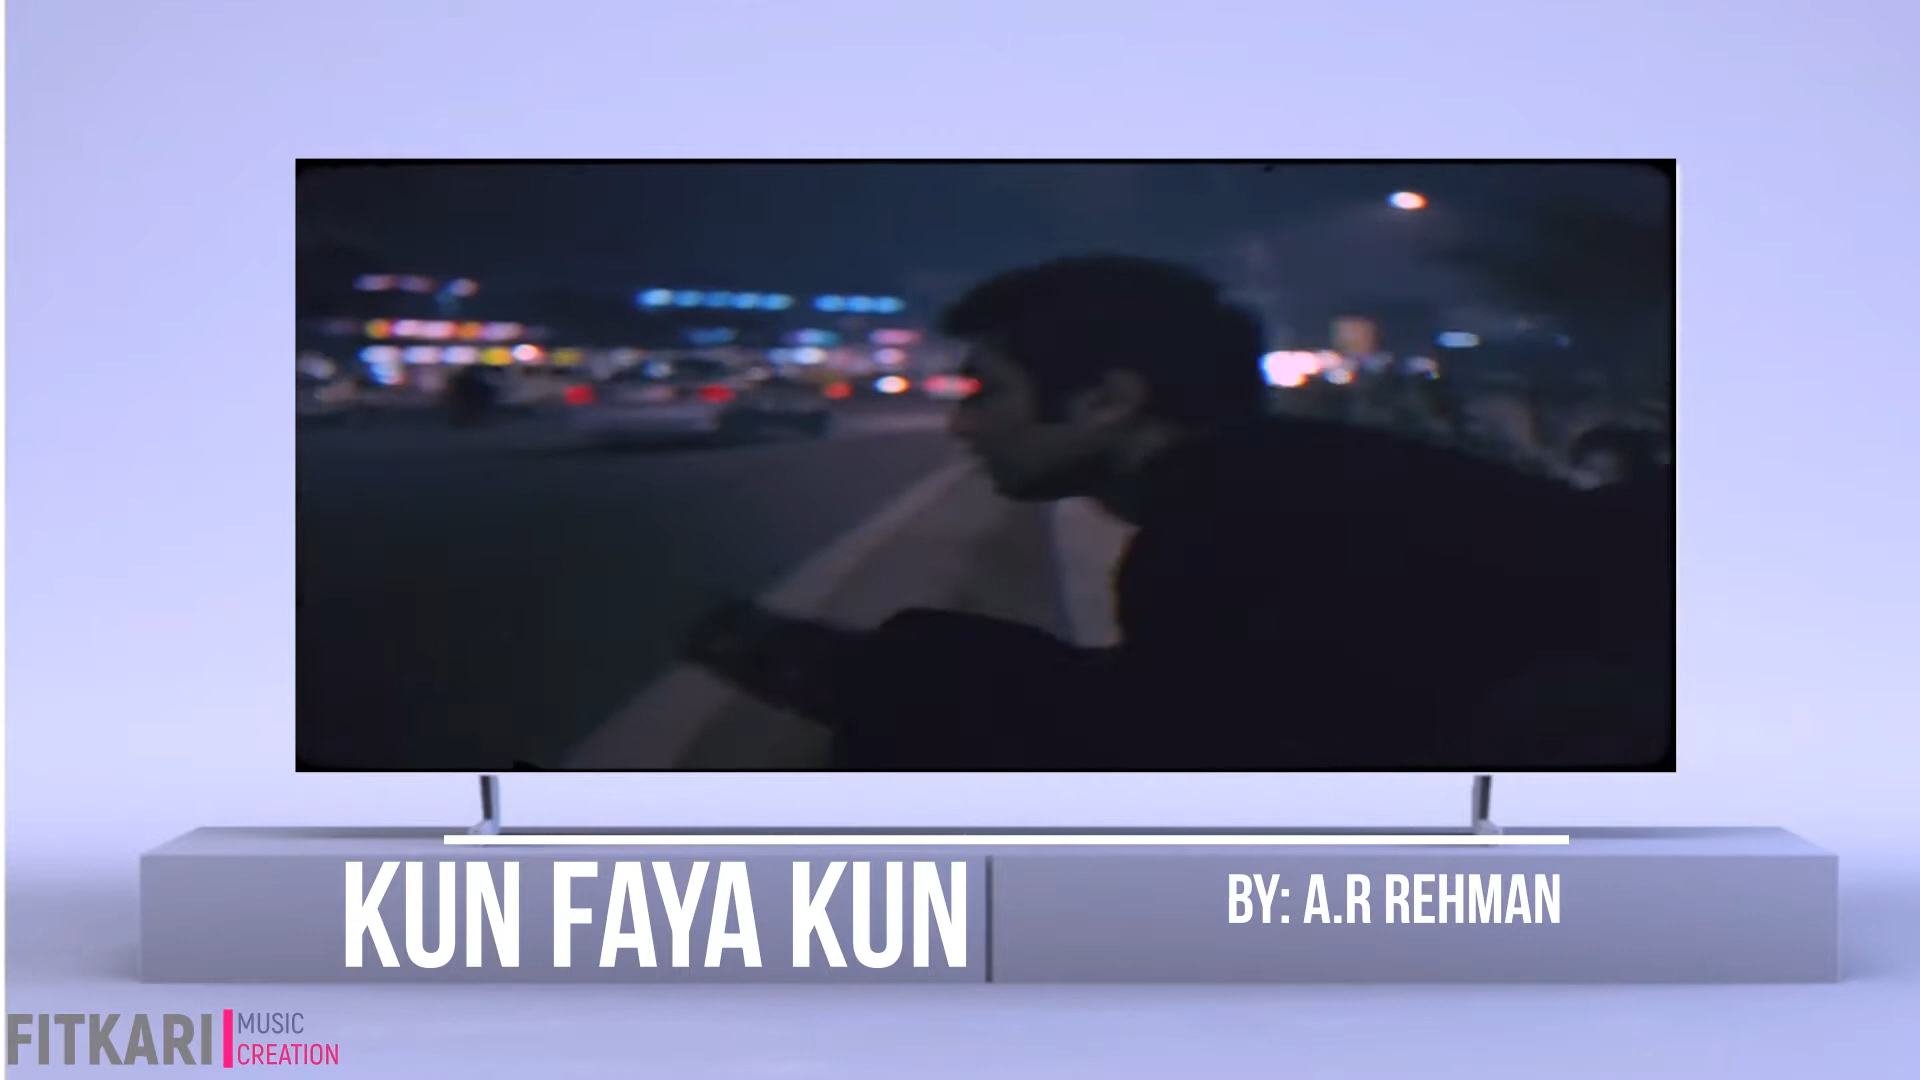 KUN FAYA KUN
BY: A.R REHMAN
FITKARI
MUSIC
CREATION